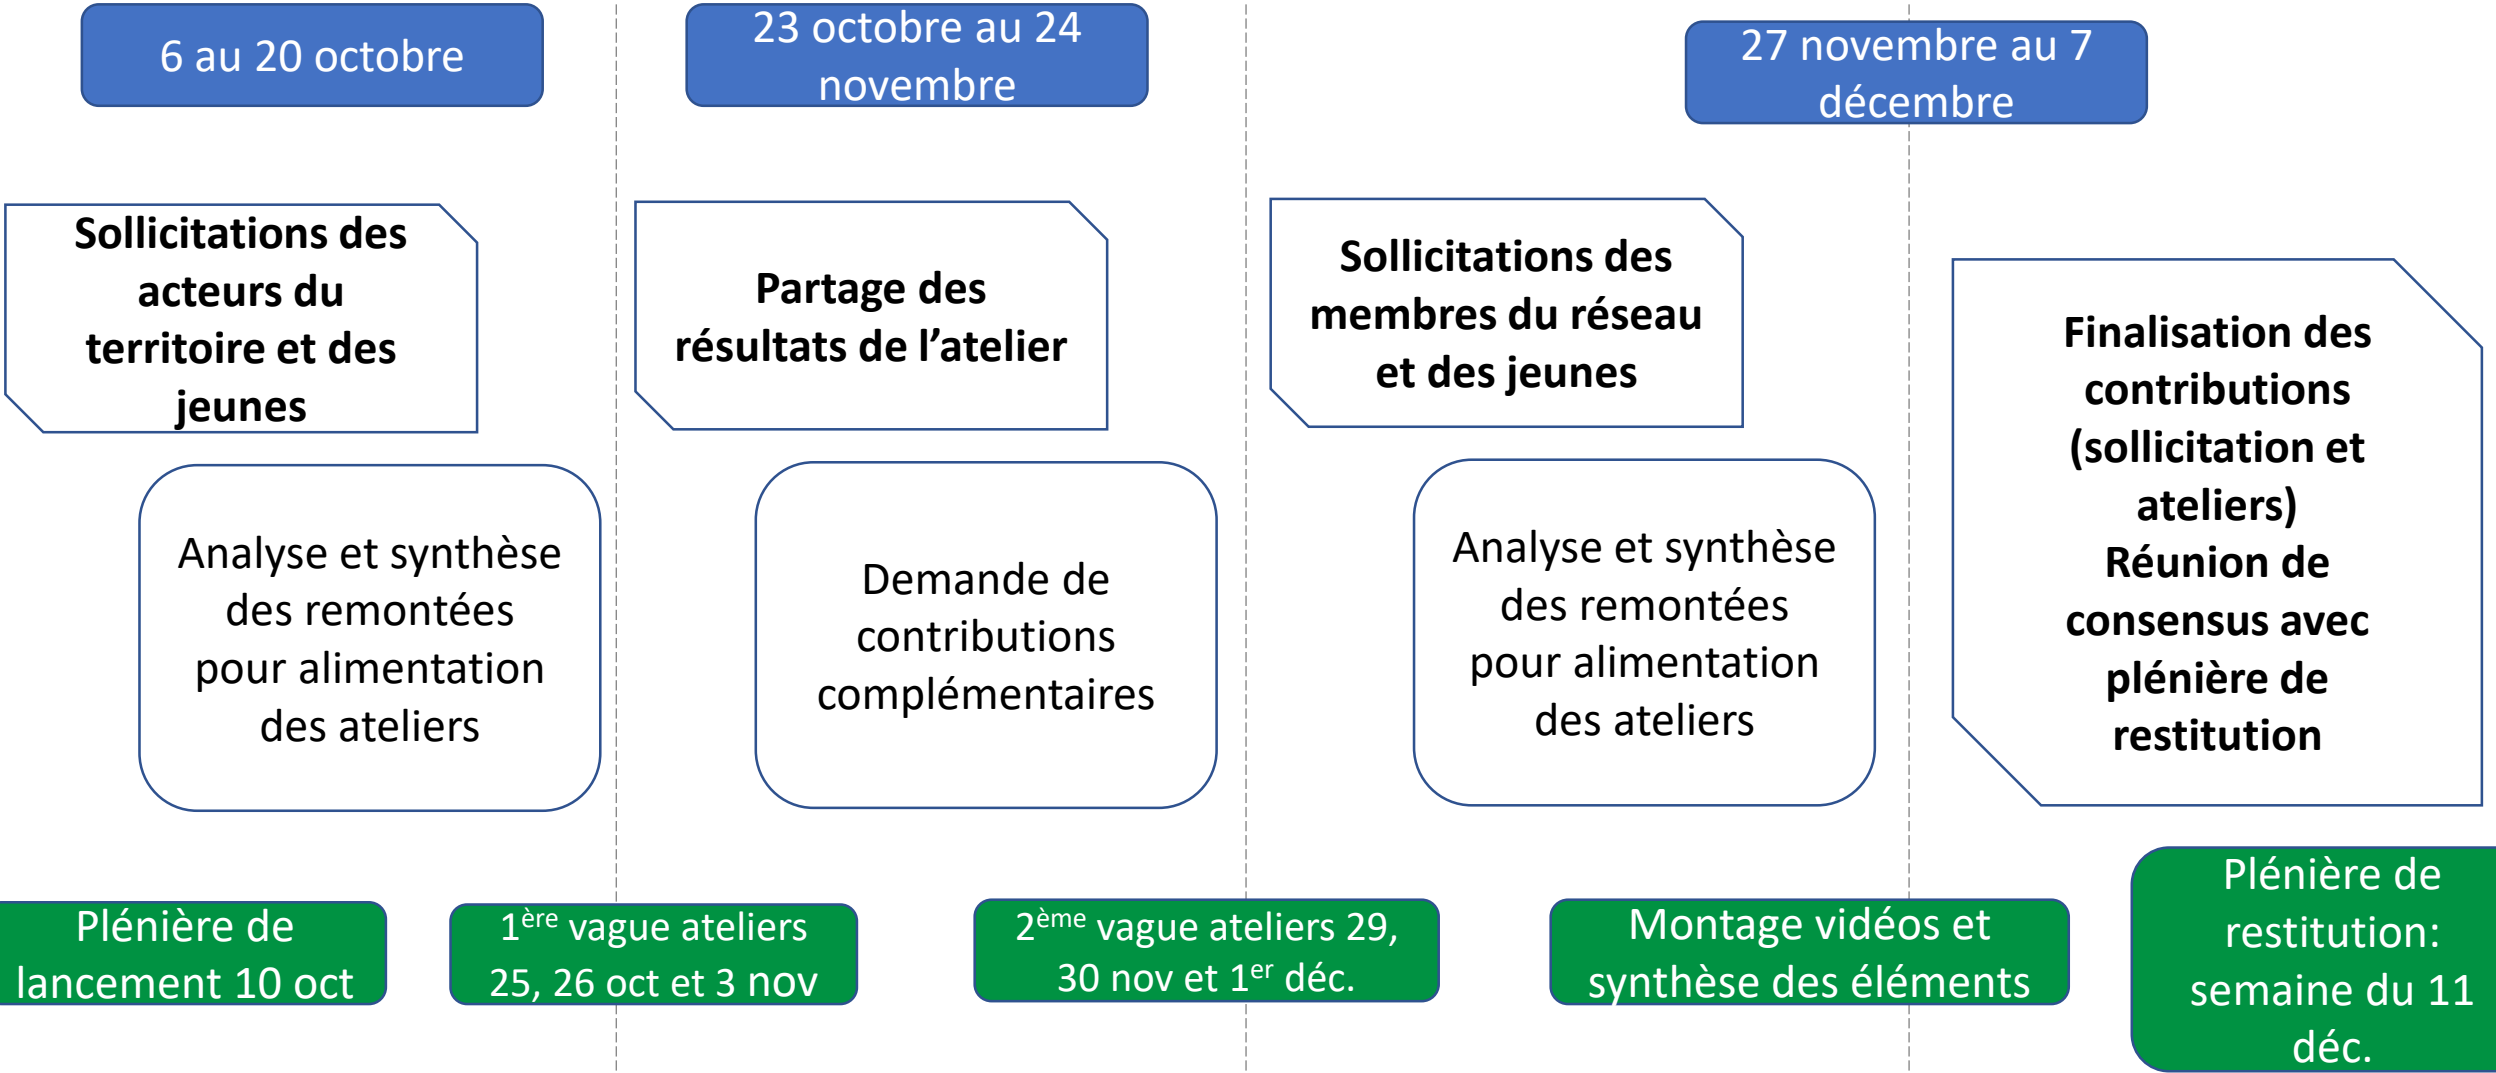 6 au 20 octobre
23 octobre au 24
novembre
27 novembre au 7
décembre
Sollicitations des
acteurs du
territoire et des
jeunes
Partage des
résultats de l’atelier
Sollicitations des
membres du réseau
et des jeunes
Finalisation des
contributions
(sollicitation et
ateliers)
Réunion de
consensus avec
plénière de
restitution
Analyse et synthèse
des remontées
pour alimentation
des ateliers
Demande de
contributions
complémentaires
Analyse et synthèse
des remontées
pour alimentation
des ateliers
Plénière de
lancement 10 oct
1ère vague ateliers
25, 26 oct et 3 nov
2ème vague ateliers 29,
30 nov et 1er déc.
Montage vidéos et
synthèse des éléments
Plénière de
restitution:
semaine du 11
déc.